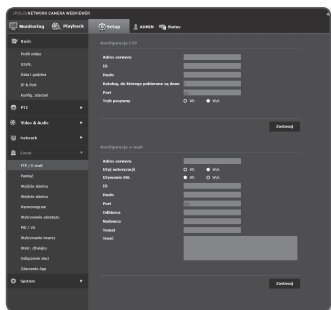 iPOLiS NETWORK CAMERA WEBVIEWER
Monitoring Playback Setup ADMIN Status
Basic
Profil wideo
Użytk.
Data i godzina
IP & Port
Konfig. zdarzeń
PTZ
Video & Audio
Network
Event
FTP / E-mail
Pamięć
Wejście alarmu
Wyjście alarmu
Harmonogram
Wykrywanie sabotażu
MD / VA
Wykrywanie twarzy
Wykr. dźwięku
Odłączenie sieci
Zdarzenie App
System
Konfiguracja FTP
Adres serwera
ID
Hasło
Katalog, do którego pobierane są dane
Port
Tryb pasywny Wł. Wył.
Zastosuj
Konfiguracja e-mail
Adres serwera
Użyj autoryzacji Wł. Wył.
Używanie SSL Wł. Wył.
ID
Hasło
Port
Odbiorca
Nadawca
Temat
Treść
Zastosuj